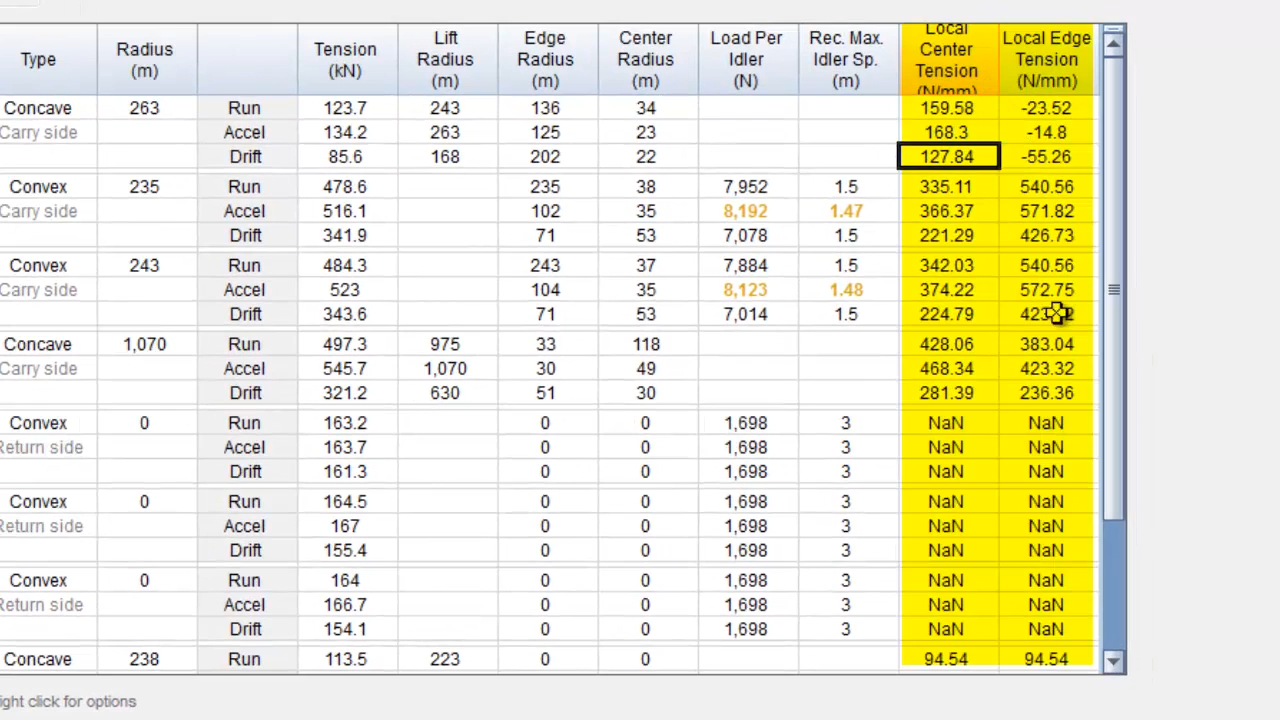 Type Radius (m) Tension (kN) Lift Radius (m) Edge Radius (m) Center Radius (m) Load Per Idler (N) Rec. Max. Idler Sp. (m) Local Center Tension (N/mm) Local Edge Tension (N/mm)
Concave 263 Run 123.7 243 136 34 159.58 -23.52
Carry side Accel 134.2 263 125 23 168.3 -14.8
Drift 85.6 168 202 22 127.84 -55.26
Convex 235 Run 478.6 235 38 7,952 1.5 335.11 540.56
Carry side Accel 516.1 102 35 8,192 1.47 366.37 571.82
Drift 341.9 71 53 7,078 1.5 221.29 426.73
Convex 243 Run 484.3 243 37 7,884 1.5 342.03 540.56
Carry side Accel 523 104 35 8,123 1.48 374.22 572.75
Drift 343.6 71 53 7,014 1.5 224.79
Concave 1,070 Run 497.3 975 33 118 428.06 383.04
Carry side Accel 545.7 1,070 30 49 468.34 423.32
Drift 321.2 630 51 30 281.39 236.36
Convex 0 Run 163.2 0 0 1,698 3 NaN NaN
Return side Accel 163.7 0 0 1,698 3 NaN NaN
Drift 161.3 0 0 1,698 3 NaN NaN
Convex 0 Run 164.5 0 0 1,698 3 NaN NaN
Return side Accel 167 0 0 1,698 3 NaN NaN
Drift 155.4 0 0 1,698 3 NaN NaN
Convex 0 Run 164 0 0 1,698 3 NaN NaN
Return side Accel 166.7 0 0 1,698 3 NaN NaN
Drift 154.1 0 0 1,698 3 NaN NaN
Concave 238 Run 113.5 223 0 0 94.54 94.54
ight click for options